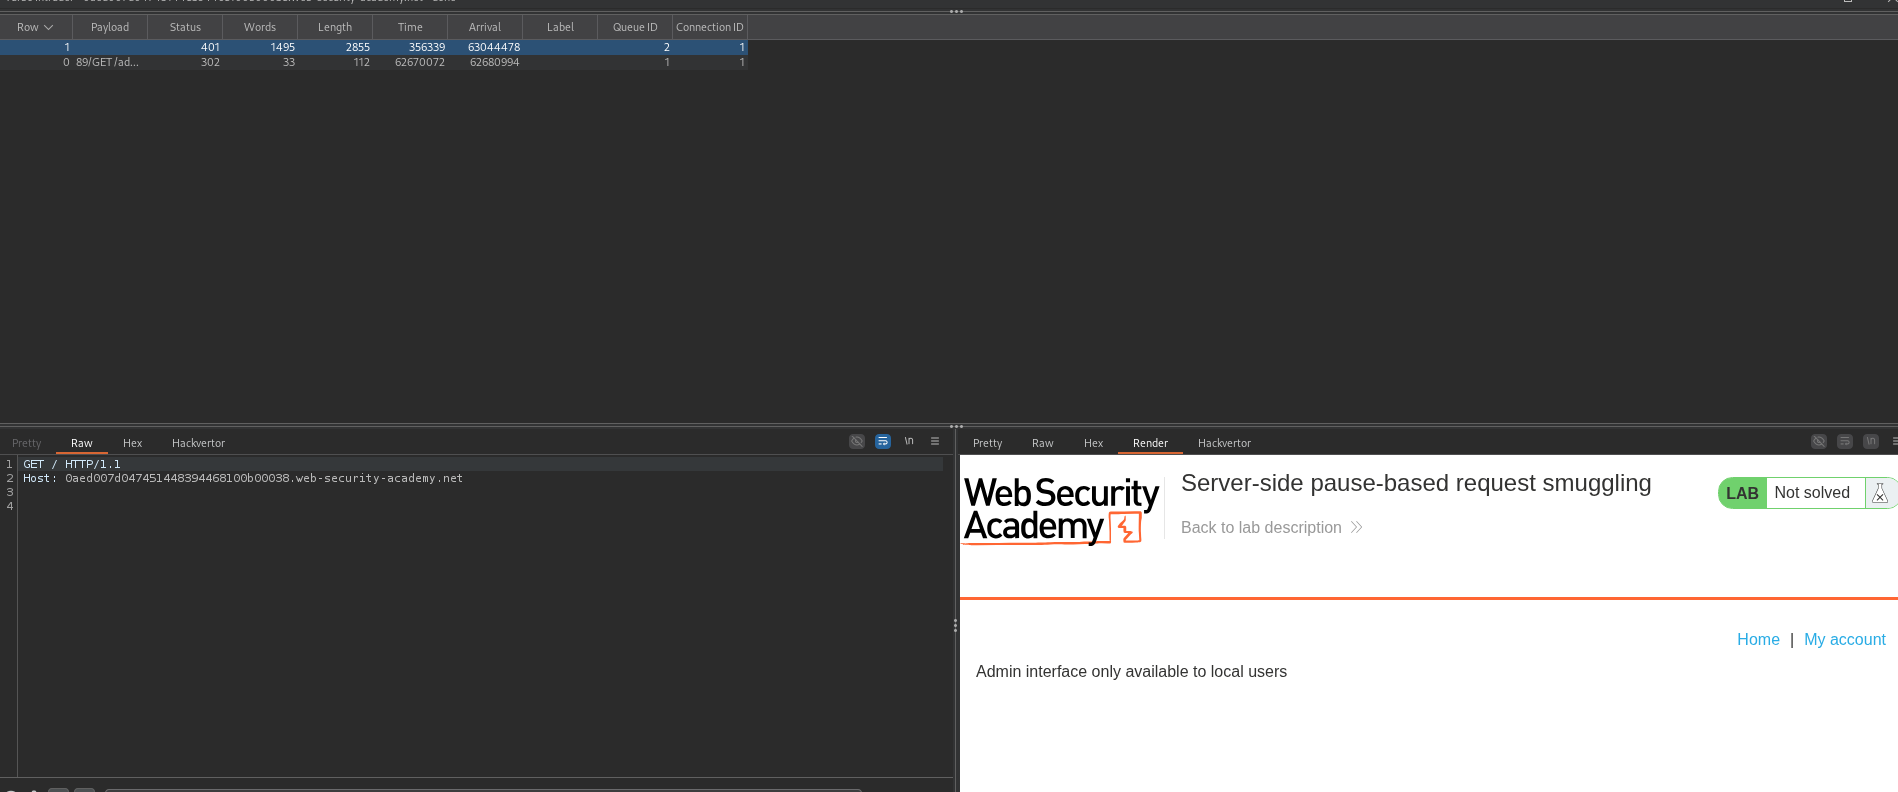 Row Payload Status Words Length Time Arrival Label Queue ID Connection ID
1 401 1495 2855 356339 63044478 2 1
0 89/GET /ad... 302 33 112 62670072 62680994 1 1
Pretty Raw Hex Hackvertor \n
1 GET / HTTP/1.1
2 Host: 0aed007d047451448394468100b00038.web-security-academy.net
3
4
Pretty Raw Hex Render Hackvertor \n
Web Security
Academy
Server-side pause-based request smuggling
Back to lab description
LAB Not solved
Home | My account
Admin interface only available to local users